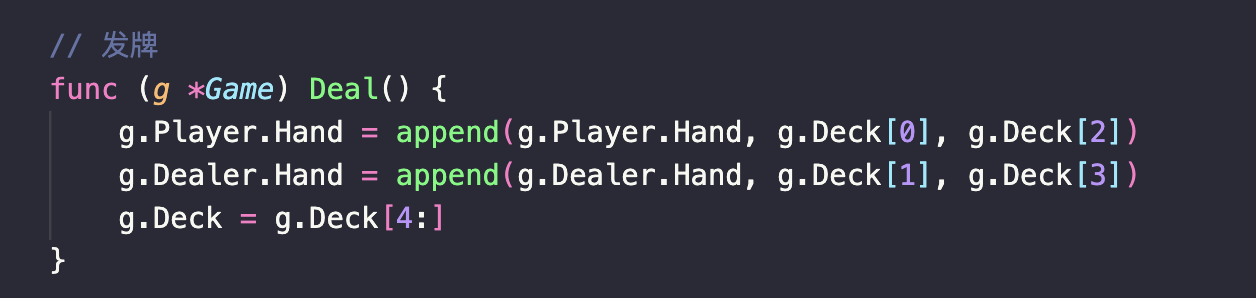 // 发牌
func (g *Game) Deal() {
    g.Player.Hand = append(g.Player.Hand, g.Deck[0], g.Deck[2])
    g.Dealer.Hand = append(g.Dealer.Hand, g.Deck[1], g.Deck[3])
    g.Deck = g.Deck[4:]
}